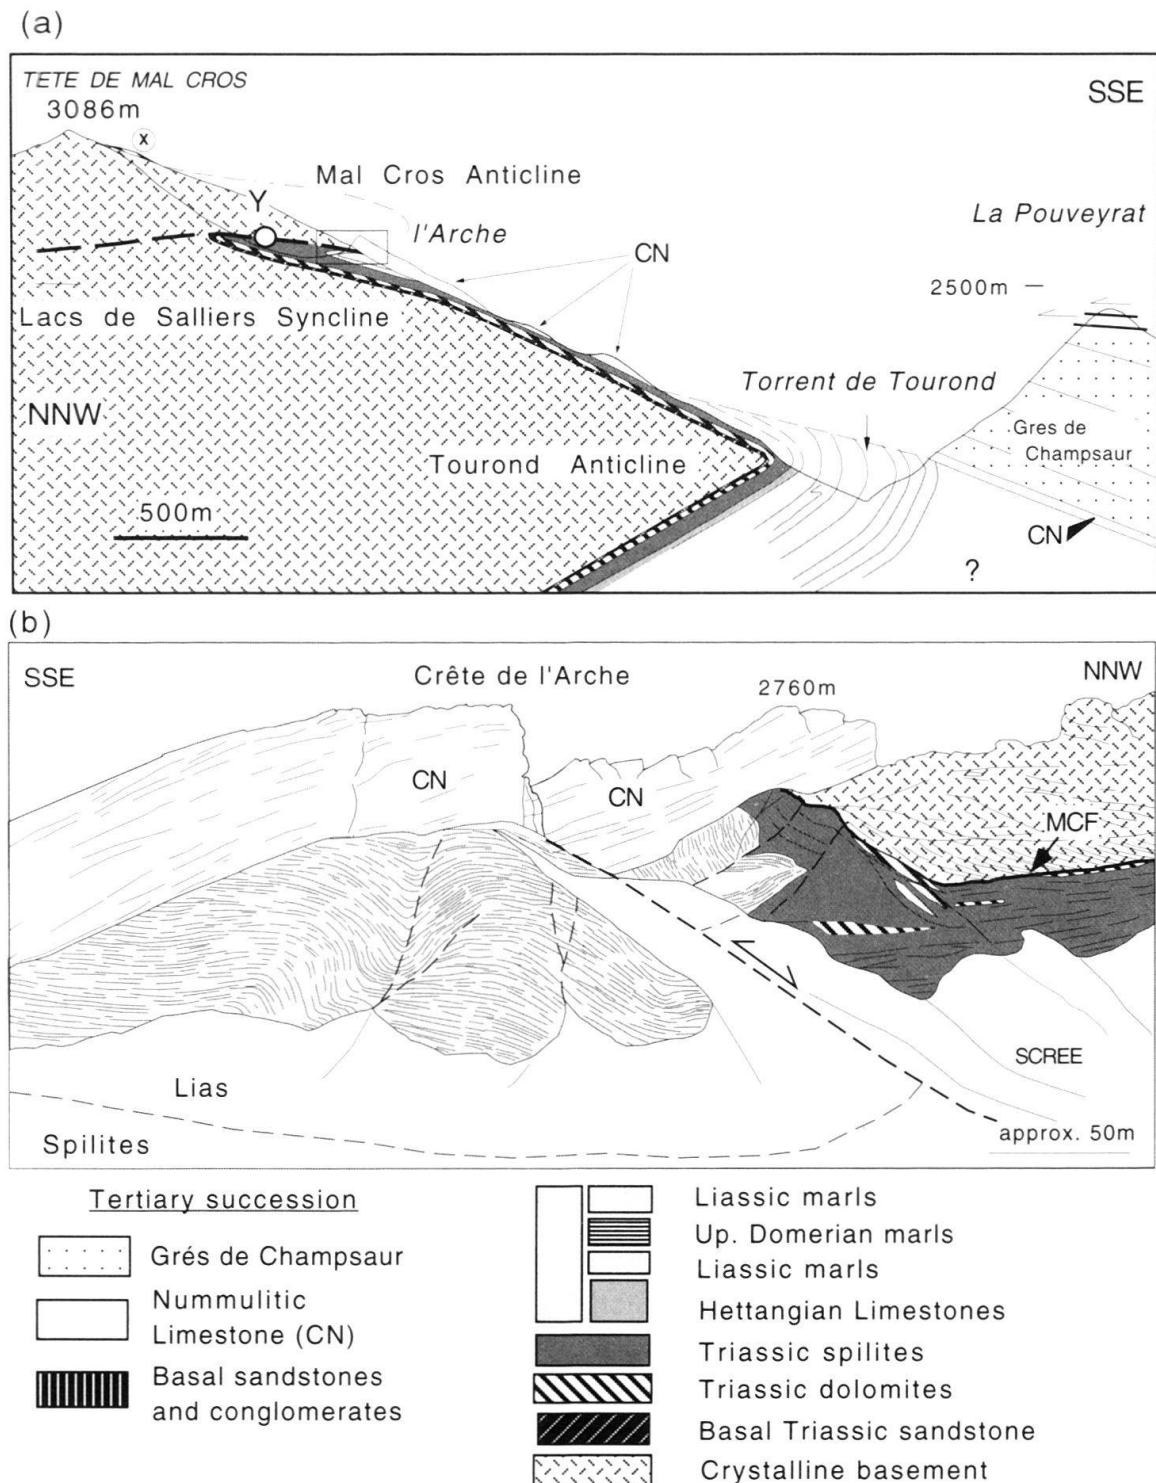 (a)
TETE DE MAL CROS
3086m
X
SSE
Mal Cros Anticline
Y
l'Arche
La Pouveyrat
CN
2500m
Lacs de Salliers Syncline
Torrent de Tourond
NNW
Gres de
Champsaur
Tourond Anticline
500m
CN
?
(b)
SSE
Crête de l'Arche
NNW
2760m
CN
CN
MCF
SCREE
Lias
Spilites
approx. 50m
Tertiary succession
Grés de Champsaur
Nummulitic
Limestone (CN)
Basal sandstones
and conglomerates
Liassic marls
Up. Domerian marls
Liassic marls
Hettangian Limestones
Triassic spilites
Triassic dolomites
Basal Triassic sandstone
Crystalline basement